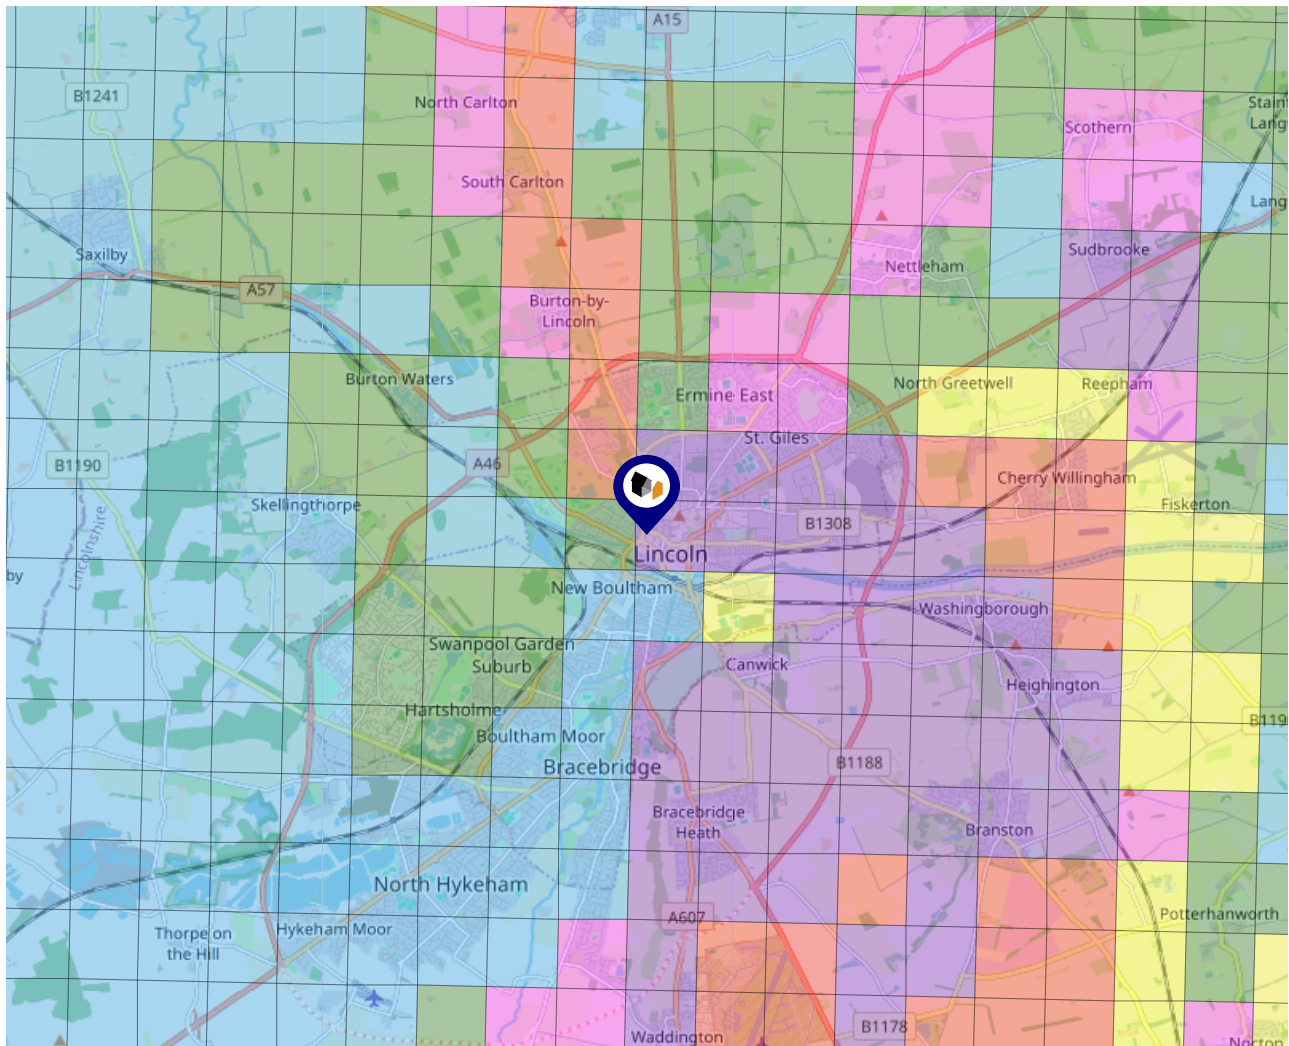 A15
B1241
North Carlton
Scothern
South Carlton
Saxilby
Sudbrooke
Nettleham
A57
Burton-by-
Lincoln
Burton Waters
Ermine East
North Greetwell
Reepham
St. Giles
B1190
A46
Cherry Willingham
Skellingthorpe
Fiskerton
B1308
Lincolnshire
Lincoln
by
New Boultham
Washingborough
Swanpool Garden
Suburb
Canwick
Heighington
Hartsholme
B119
Boultham Moor
Bracebridge
B1188
Bracebridge
Heath
Branston
North Hykeham
A607
Potterhanworth
Thorpe on
the Hill
Hykeham Moor
B1178
Waddington